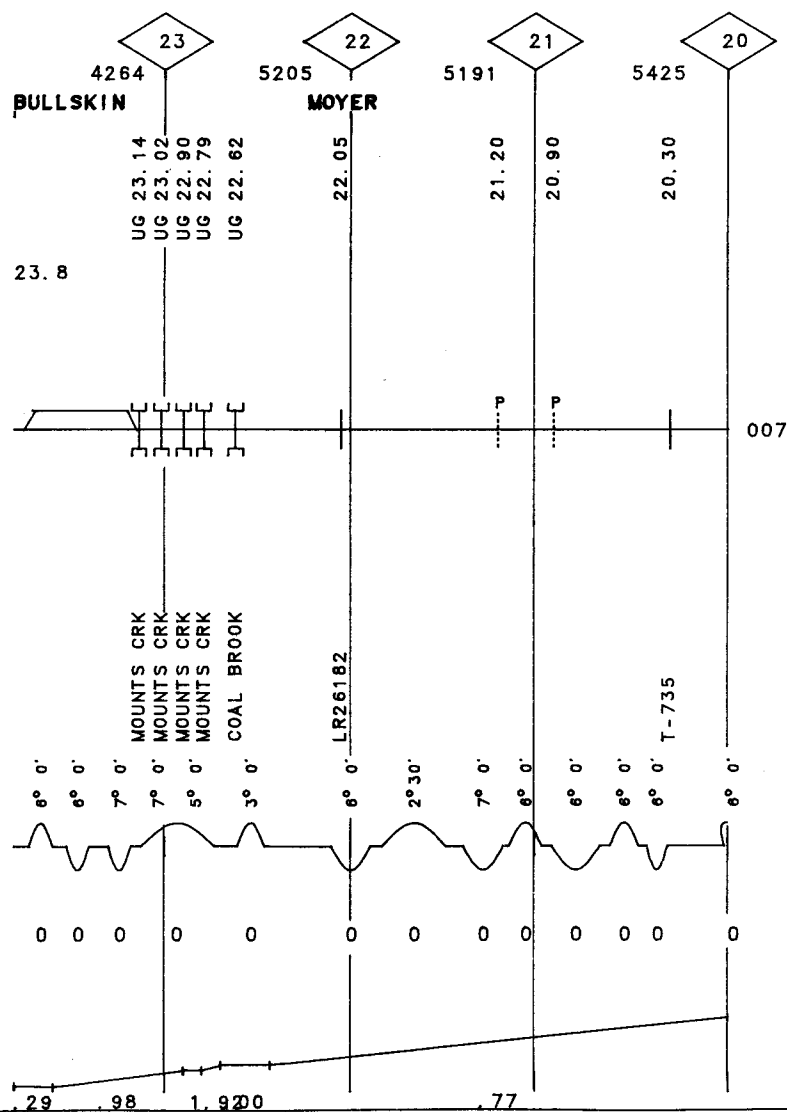 23 22 21 20
4264 5205 5191 5425
BULLSKIN MOYER
UG 23.14
UG 23.02
UG 22.90
UG 22.79
UG 22.62
22.05
21.20
20.90
20.30
23.8
P P
007
MOUNTS CRK
MOUNTS CRK
MOUNTS CRK
MOUNTS CRK
COAL BROOK
LR26182
T-735
6° 0'
6° 0'
7° 0'
7° 0'
5° 0'
3° 0'
6° 0'
2°30'
7° 0'
6° 0'
6° 0'
6° 0'
6° 0'
6° 0'
0 0 0 0 0 0 0 0 0 0 0 0 0
.29 .98 .77